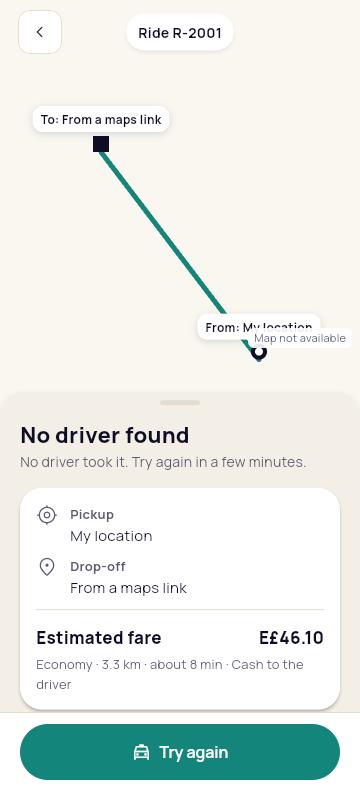 Ride R-2001
To: From a maps link
From: My location
Map not available
No driver found
No driver took it. Try again in a few minutes.
Pickup
My location
Drop-off
From a maps link
Estimated fare
E£46.10
Economy · 3.3 km · about 8 min · Cash to the
driver
Try again